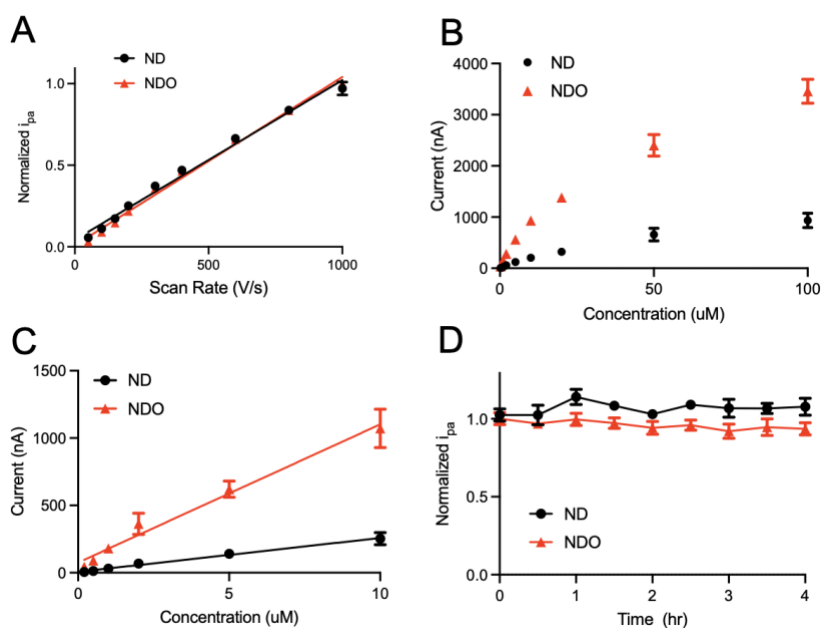 A
ND
NDO
1.0
0.5
0.0
Normalized ipa
500
1000
Scan Rate (V/s)
B
ND
NDO
4000
3000
2000
1000
0
Current (nA)
0
50
100
Concentration (uM)
C
ND
NDO
1500
1000
500
0
Current (nA)
5
10
Concentration (uM)
D
1.0
0.5
0.0
Normalized ipa
ND
NDO
0
1
2
3
4
Time (hr)